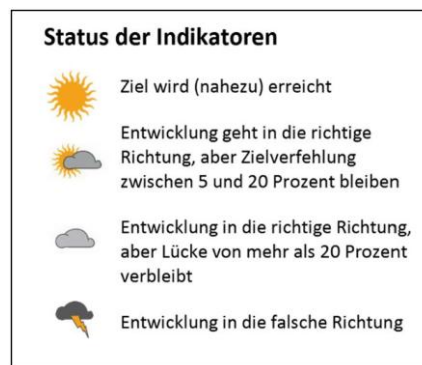 Status der Indikatoren
Ziel wird (nahezu) erreicht
Entwicklung geht in die richtige
Richtung, aber Zielverfehlung
zwischen 5 und 20 Prozent bleiben
Entwicklung in die richtige Richtung,
aber Lücke von mehr als 20 Prozent
verbleibt
Entwicklung in die falsche Richtung